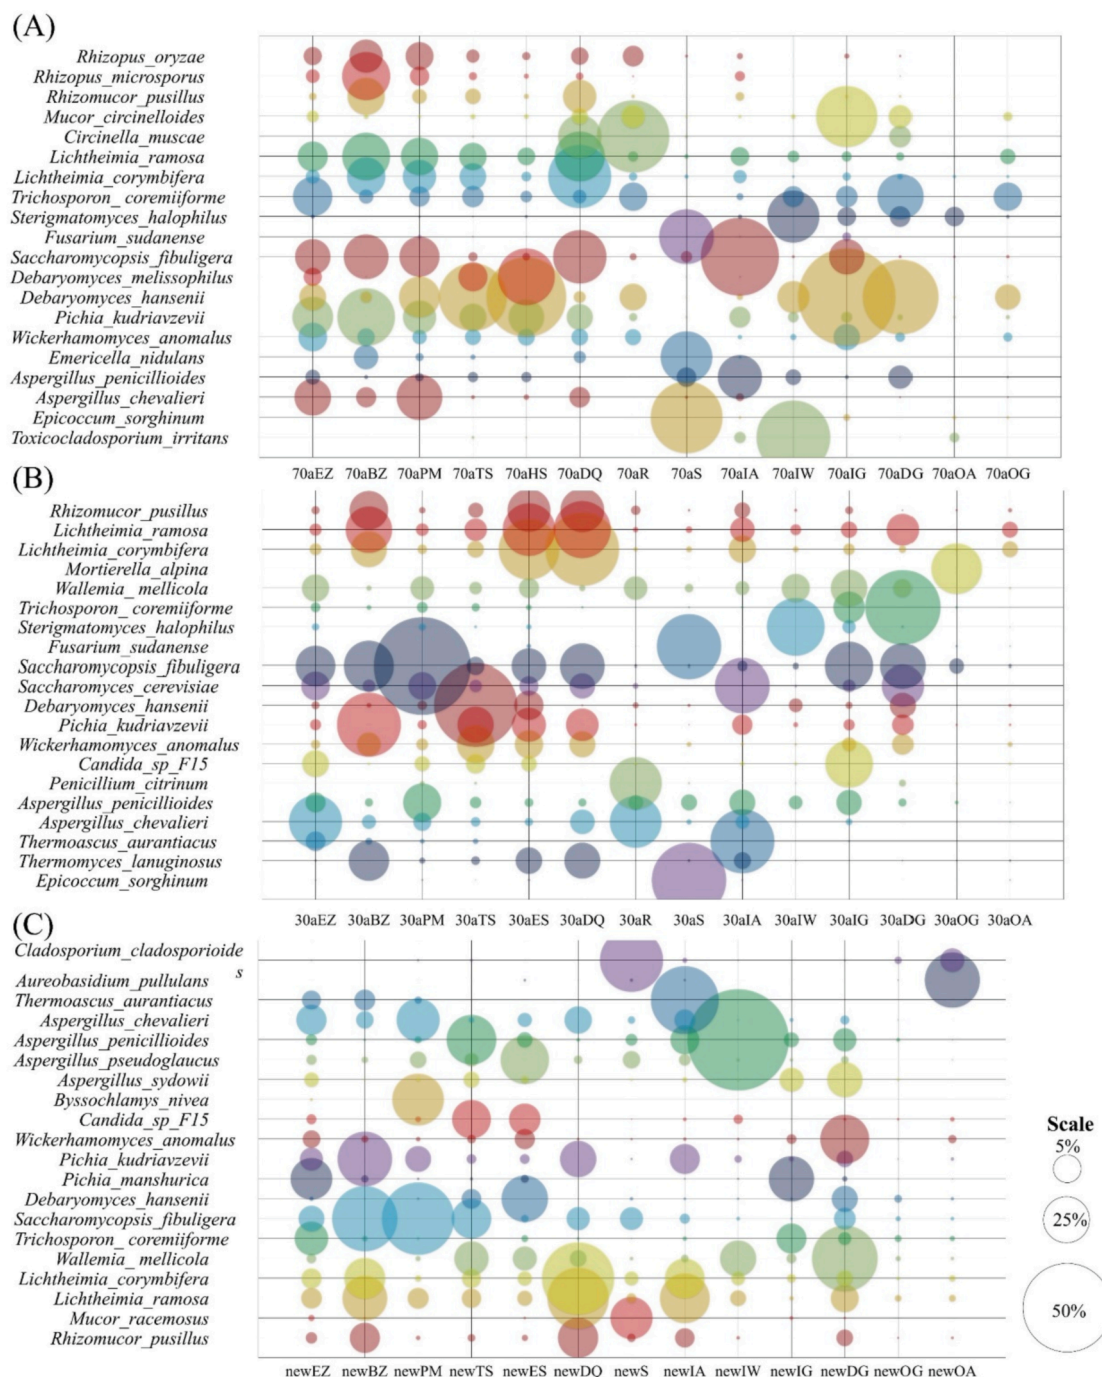 (A)
Rhizopus_oryzae
Rhizopus_microsporus
Rhizomucor_pusillus
Mucor_circinelloides
Circinella_muscae
Lichtheimia_ramosa
Lichtheimia_corymbifera
Trichosporon_coremiiforme
Sterigmatomyces_halophilus
Fusarium_sudanense
Saccharomycopsis_fibuligera
Debaryomyces_melissophilus
Debaryomyces_hansenii
Pichia_kudriavzevii
Wickerhamomyces_anomalus
Emericella_nidulans
Aspergillus_penicillioides
Aspergillus_chevalieri
Epicoccum_sorghinum
Toxicocladosporium_irritans
70aEZ 70aBZ 70aPM 70aTS 70aHS 70aDQ 70aR 70aS 70aIA 70aIW 70aIG 70aDG 70aOA 70aOG
(B)
Rhizomucor_pusillus
Lichtheimia_ramosa
Lichtheimia_corymbifera
Mortierella_alpina
Wallemia_mellicola
Trichosporon_coremiiforme
Sterigmatomyces_halophilus
Fusarium_sudanense
Saccharomycopsis_fibuligera
Saccharomyces_cerevisiae
Debaryomyces_hansenii
Pichia_kudriavzevii
Wickerhamomyces_anomalus
Candida_sp_F15
Penicillium_citrinum
Aspergillus_penicillioides
Aspergillus_chevalieri
Thermoascus_aurantiacus
Thermomyces_lanuginosus
Epicoccum_sorghinum
30aEZ 30aBZ 30aPM 30aTS 30aES 30aDQ 30aR 30aS 30aIA 30aIW 30aIG 30aDG 30aOG 30aOA
(C)
Cladosporium_cladosporioide
s
Aureobasidium_pullulans
Thermoascus_aurantiacus
Aspergillus_chevalieri
Aspergillus_penicillioides
Aspergillus_pseudoglaucus
Aspergillus_sydowii
Byssochlamys_nivea
Candida_sp_F15
Wickerhamomyces_anomalus
Pichia_kudriavzevii
Pichia_manshurica
Debaryomyces_hansenii
Saccharomycopsis_fibuligera
Trichosporon_coremiiforme
Wallemia_mellicola
Lichtheimia_corymbifera
Lichtheimia_ramosa
Mucor_racemosus
Rhizomucor_pusillus
newEZ newBZ newPM newTS newES newDQ newS newIA newIW newIG newDG newOG newOA
Scale
5%
25%
50%